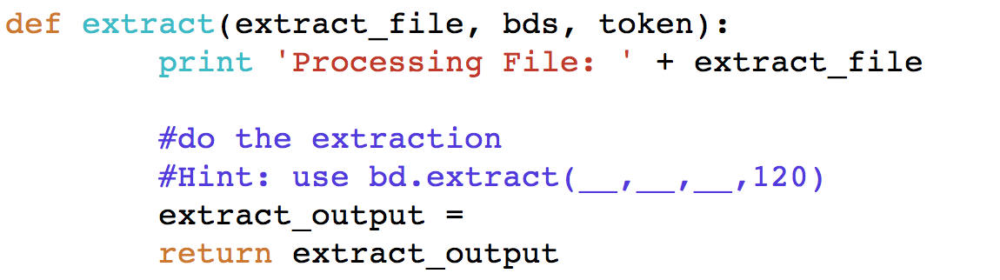 def extract(extract_file, bds, token):
print 'Processing File: ' + extract_file
#do the extraction
#Hint: use bd.extract(__,__,__,120)
extract_output =
return extract_output